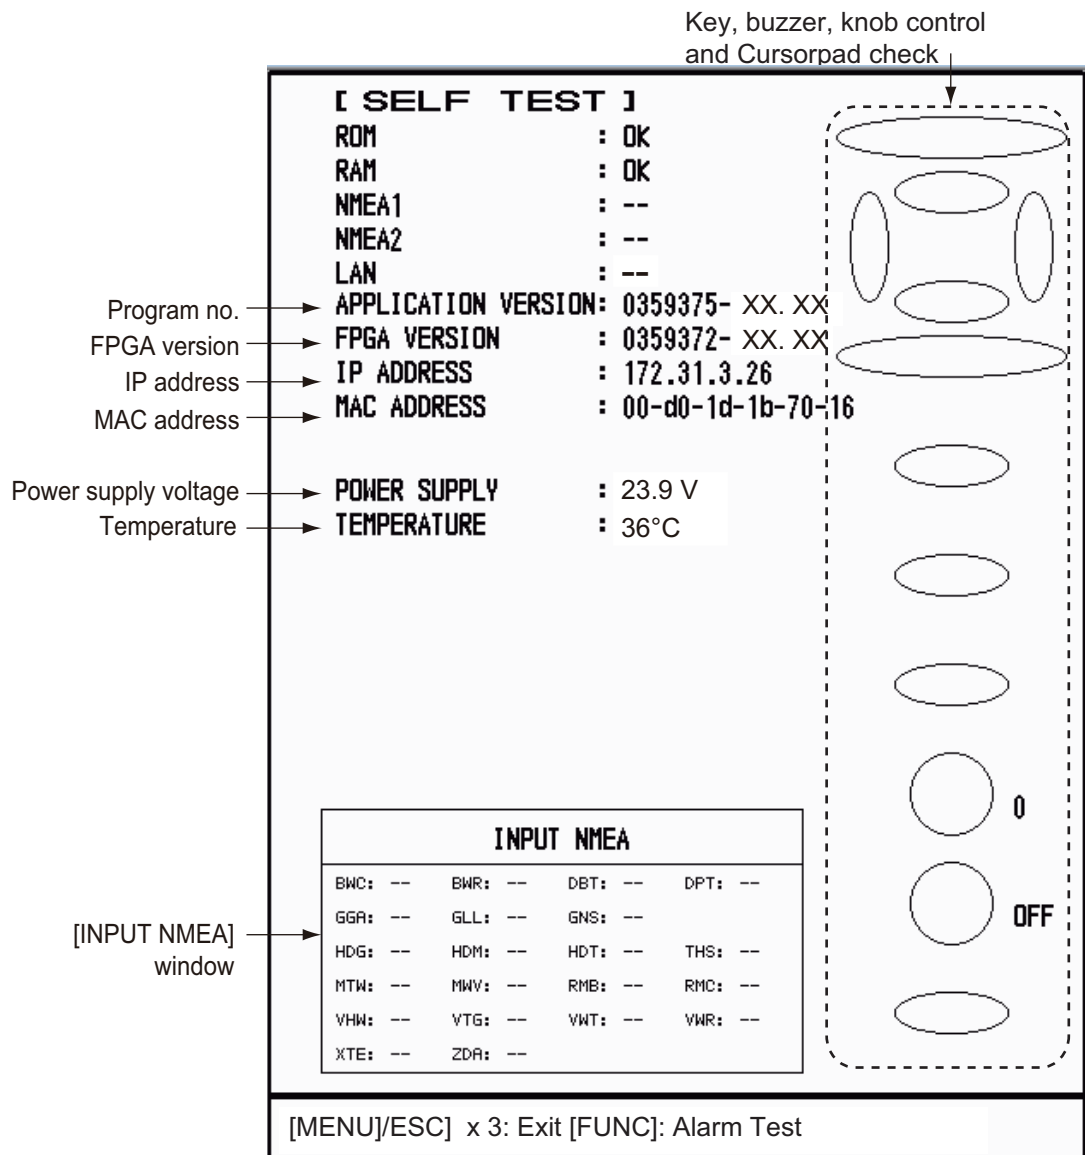 Key, buzzer, knob control
and Cursorpad check
[ SELF TEST ]
ROM : OK
RAM : OK
NMEA1 : --
NMEA2 : --
LAN : --
Program no. APPLICATION VERSION: 0359375- XX. XX
FPGA version FPGA VERSION : 0359372- XX. XX
IP address IP ADDRESS : 172.31.3.26
MAC address MAC ADDRESS : 00-d0-1d-1b-70-16
Power supply voltage POWER SUPPLY : 23.9 V
Temperature TEMPERATURE : 36°C
0
OFF
INPUT NMEA
BWC: -- BWR: -- DBT: -- DPT: --
GGA: -- GLL: -- GNS: --
HDG: -- HDM: -- HDT: -- THS: --
MTW: -- MWV: -- RMB: -- RMC: --
VHW: -- VTG: -- VWT: -- VWR: --
XTE: -- ZDA: --
[INPUT NMEA]
window
[MENU]/ESC] x 3: Exit [FUNC]: Alarm Test